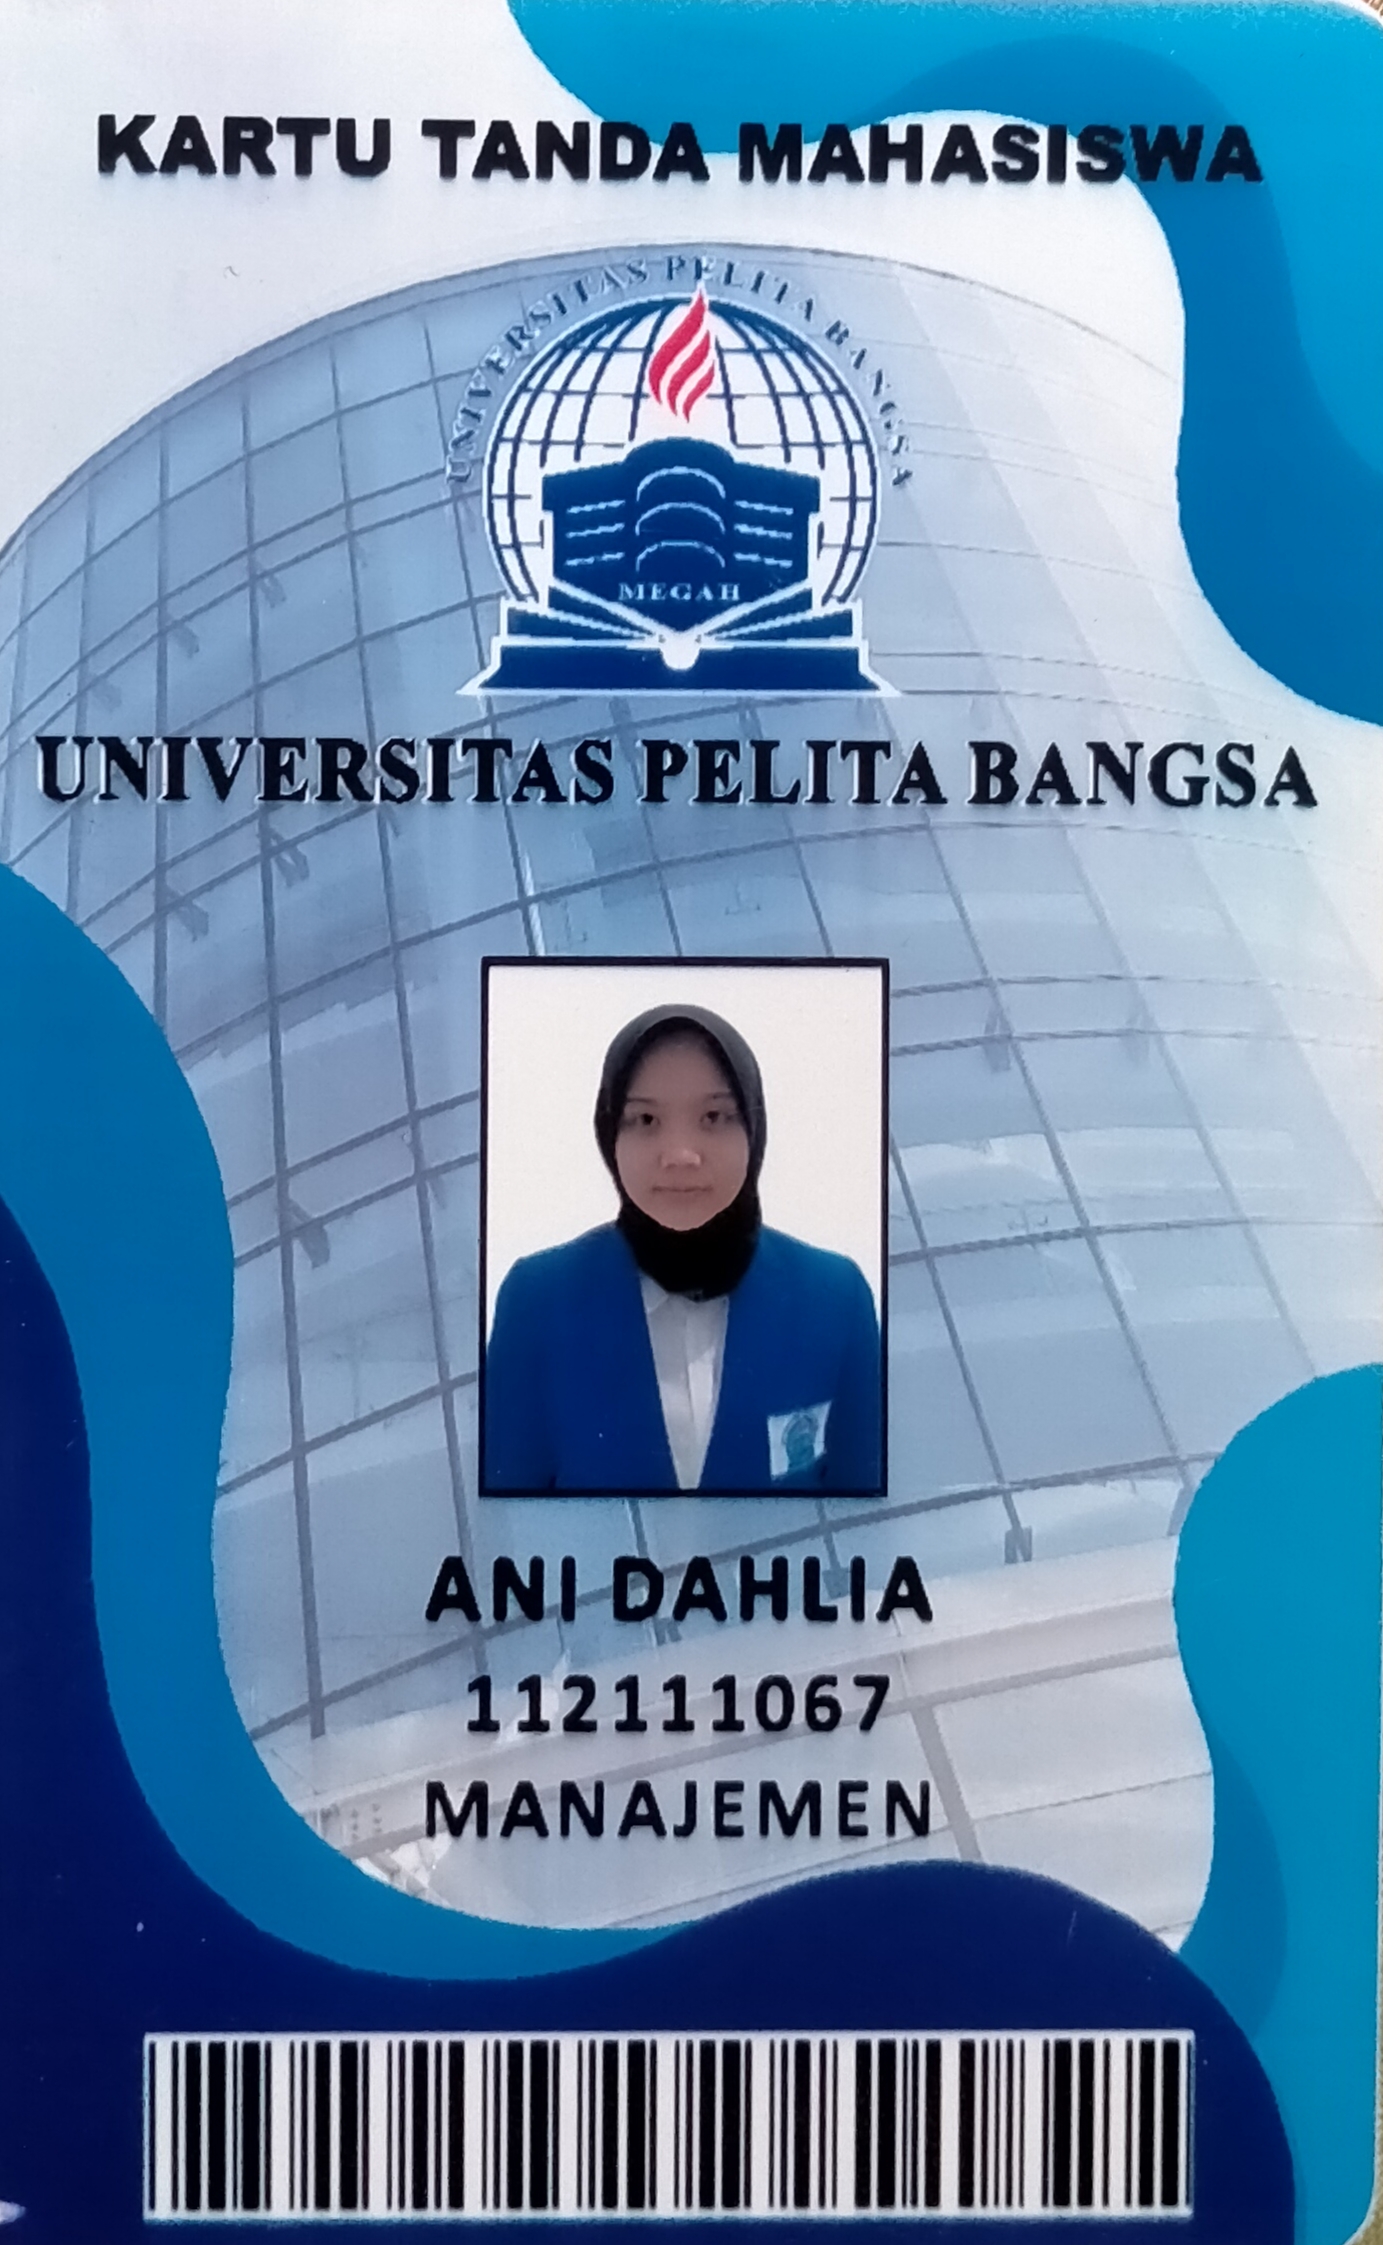 KARTU TANDA MAHASISWA
UNIVERSITAS PELITA BANGSA
MEGAH
UNIVERSITAS PELITA BANGSA
ANI DAHLIA
112111067
MANAJEMEN